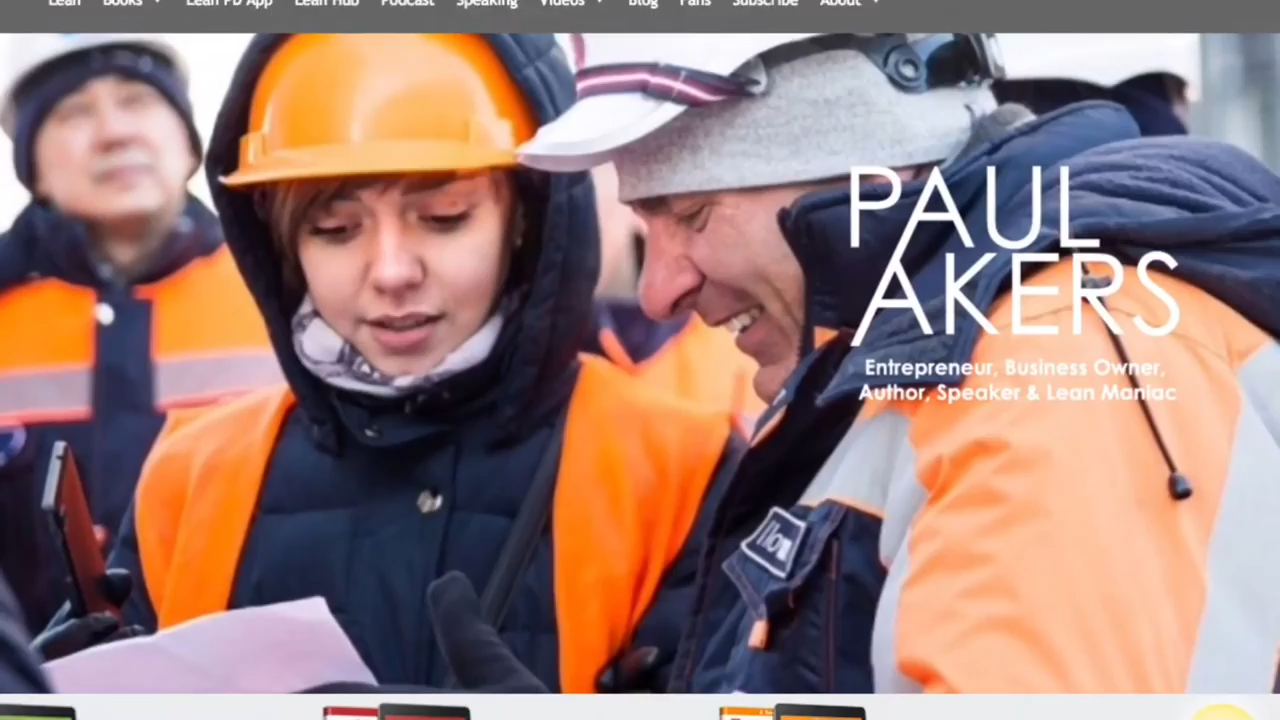 Lean Books Lean PD App Lean Hub Podcast Speaking Videos Blog Fans Subscribe About
PAUL
AKERS
Entrepreneur, Business Owner,
Author, Speaker & Lean Maniac